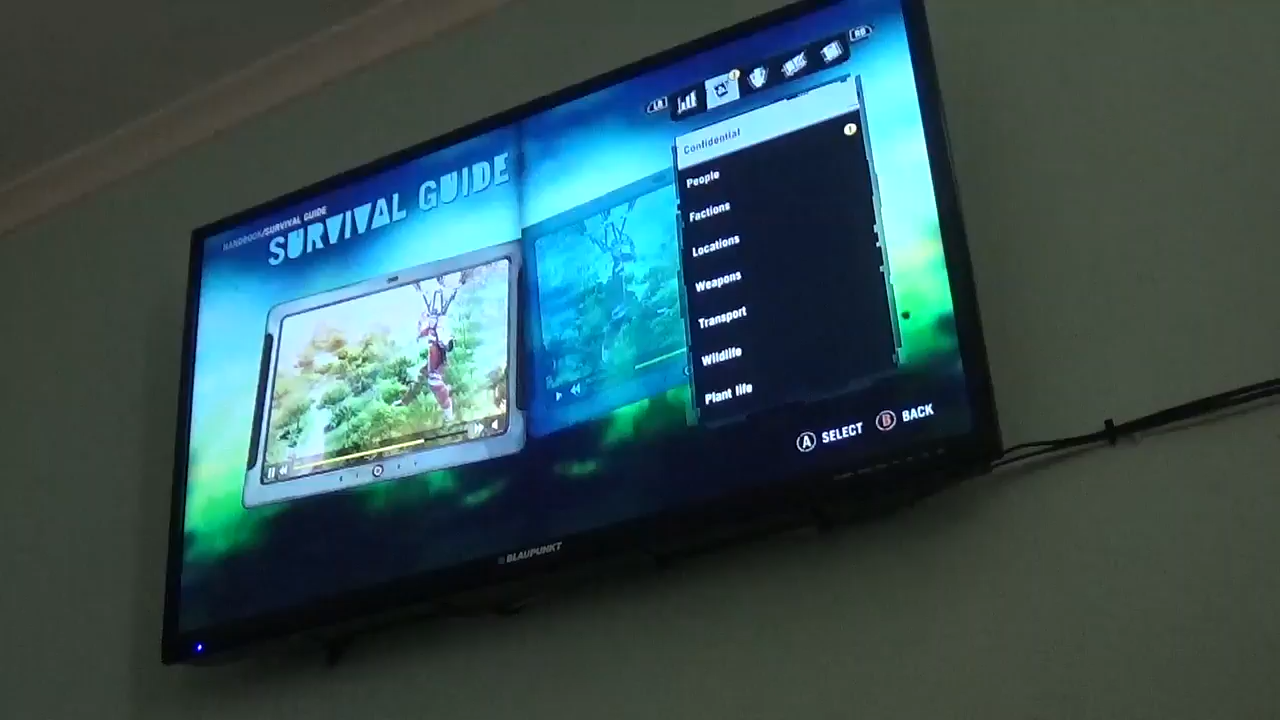 LB
RB
HANDBOOK/SURVIVAL GUIDE
SURVIVAL GUIDE
Confidential
People
Factions
Locations
Weapons
Transport
Wildlife
Plant life
A SELECT B BACK
BLAUPUNKT